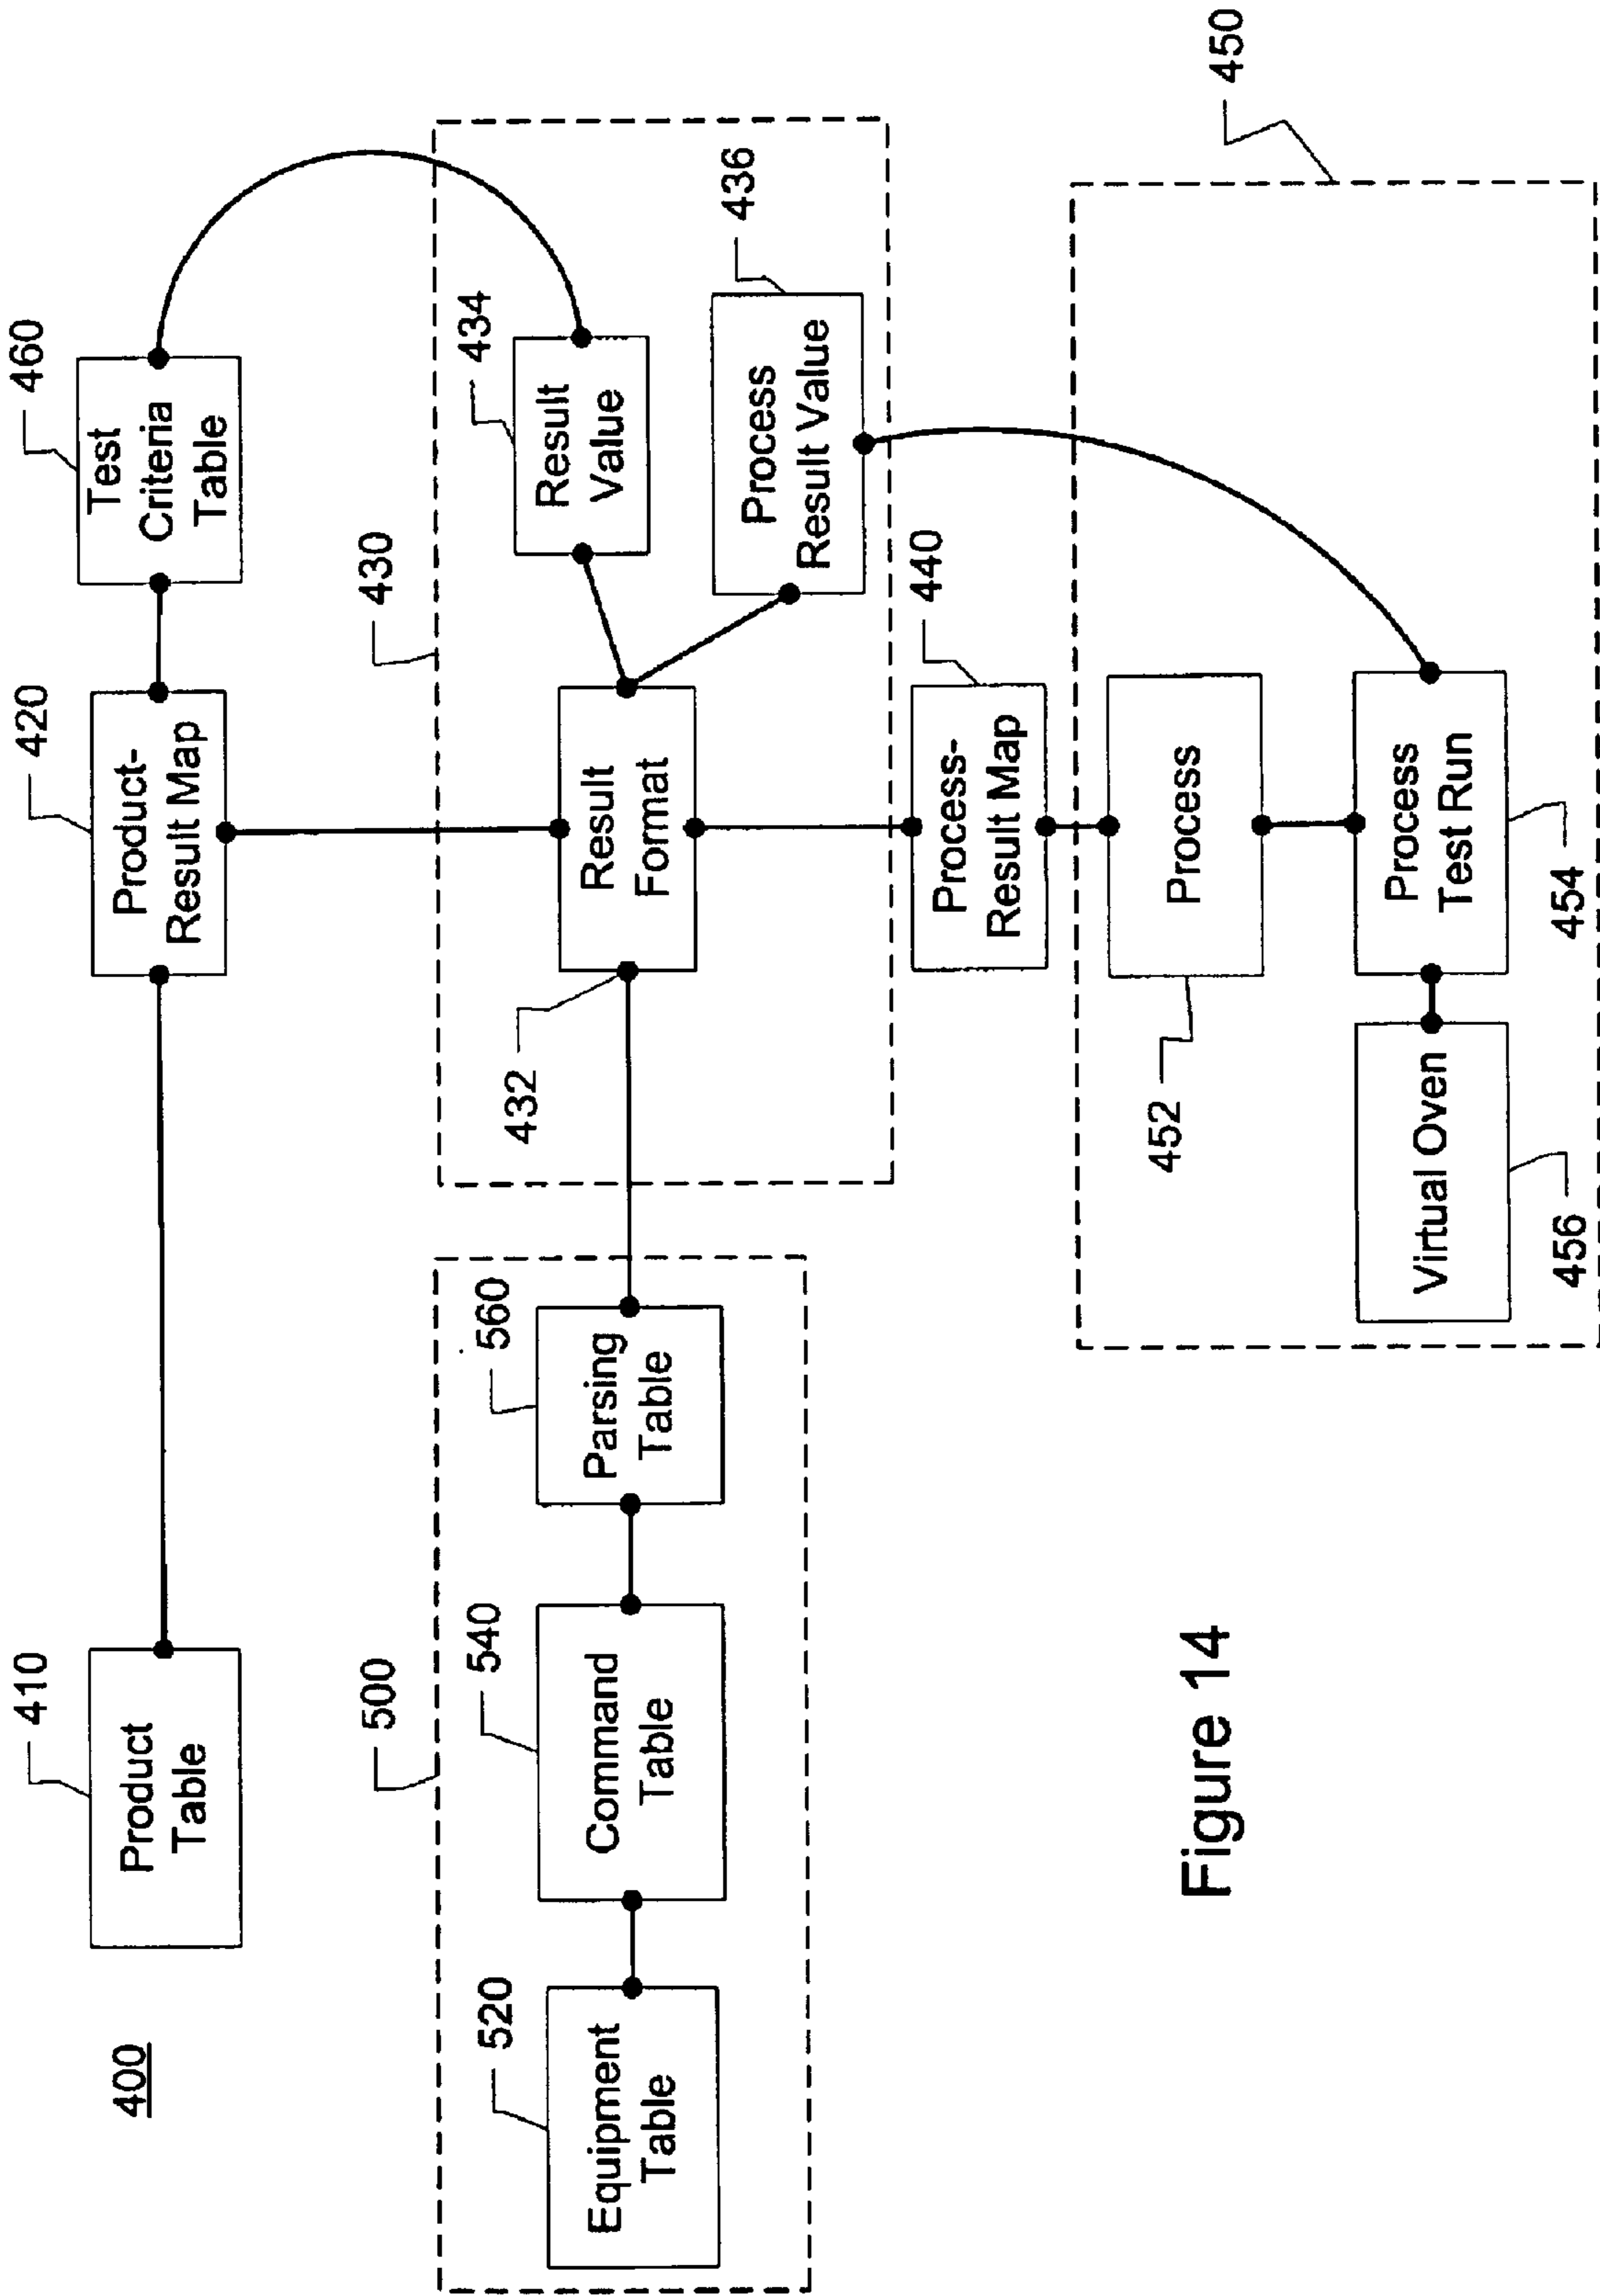 400
410
Product
Table
420
Product-
Result Map
460
Test
Criteria
Table
500
520
Equipment
Table
540
Command
Table
560
Parsing
Table
430
432
Result
Format
434
Result
Value
436
Process
Result Value
440
Process-
Result Map
450
452
Process
454
Process
Test Run
456
Virtual Oven
Figure 14